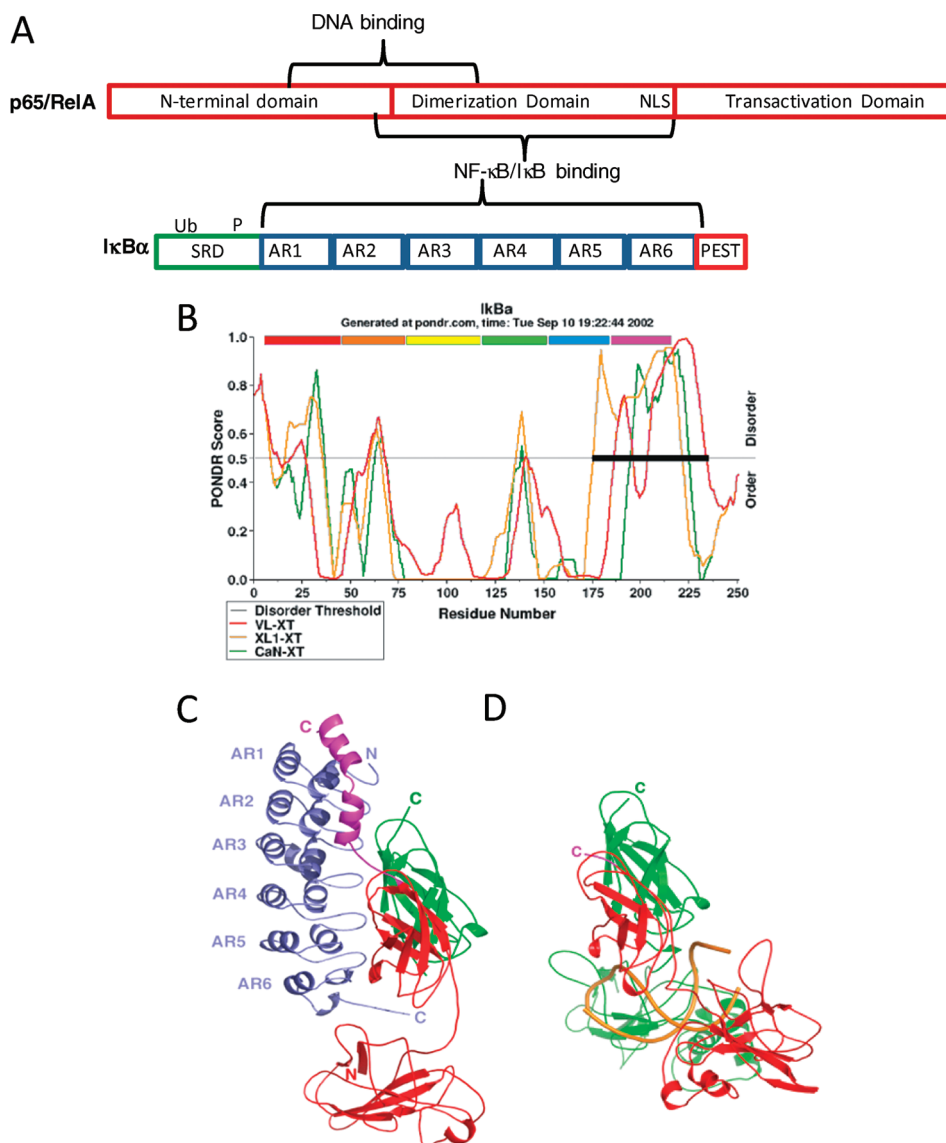 A
DNA binding
p65/RelA
N-terminal domain Dimerization Domain NLS Transactivation Domain
NF-κB/IκB binding
Ub P
IκBα
SRD AR1 AR2 AR3 AR4 AR5 AR6 PEST
B
IkBa
Generated at pondr.com, time: Tue Sep 10 19:22:44 2002
1.0
0.8
0.6
0.5
0.4
0.2
0.0
PONDR Score
Disorder
Order
0 25 50 75 100 125 150 175 200 225 250
Residue Number
Disorder Threshold
VL-XT
XL1-XT
CaN-XT
C
C
N
AR1
AR2
AR3
AR4
AR5
AR6
C
C
N
D
C
C